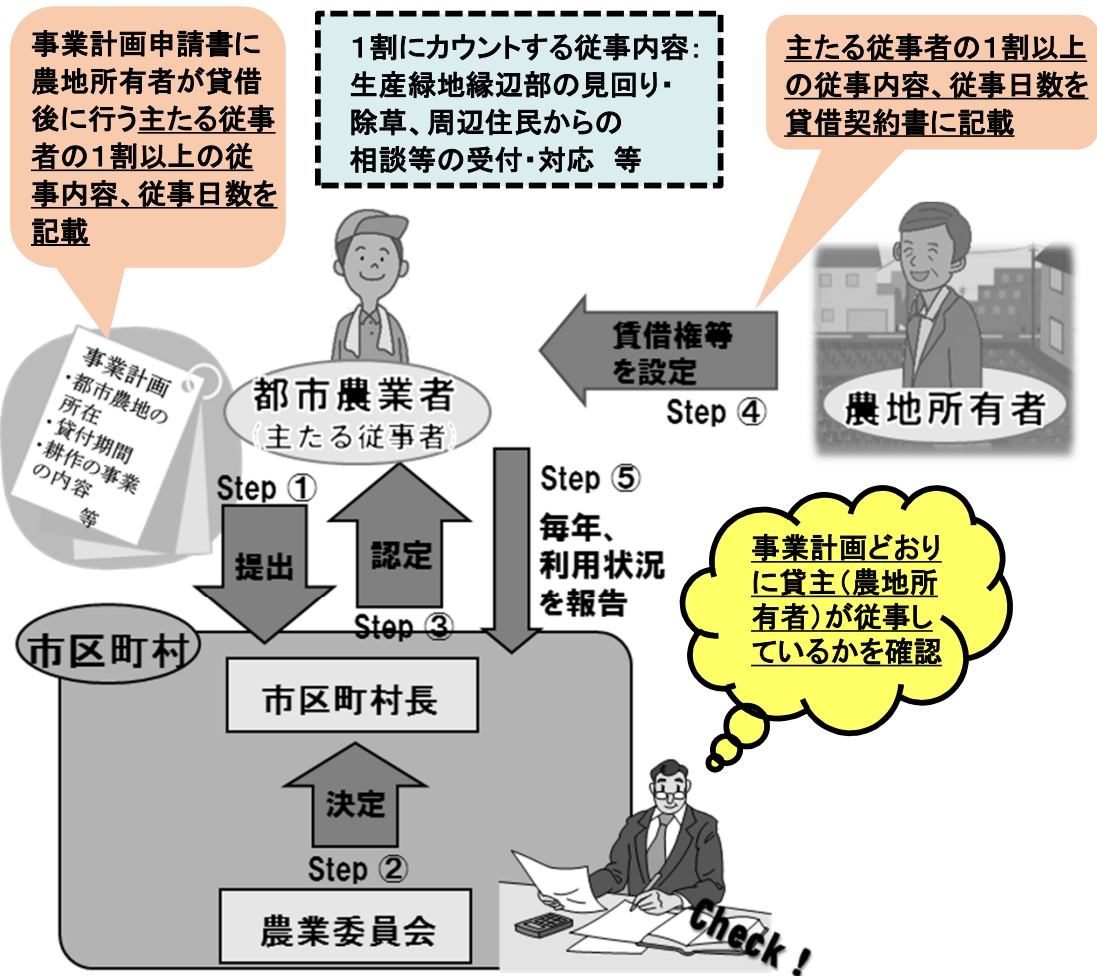 事業計画申請書に
農地所有者が貸借
後に行う主たる従事
者の1割以上の従
事内容、従事日数を
記載
1割にカウントする従事内容:
生産緑地縁辺部の見回り・
除草、周辺住民からの
相談等の受付・対応 等
主たる従事者の1割以上
の従事内容、従事日数を
貸借契約書に記載
事業計画
・都市農地の
所在
・貸付期間
・耕作の事業
の内容
等
都市農業者
(主たる従事者)
賃借権等
を設定
Step ④
農地所有者
Step ①
提出
認定
Step ③
Step ⑤
毎年、
利用状況
を報告
事業計画どおり
に貸主(農地所
有者)が従事し
ているかを確認
市区町村
市区町村長
決定
Step ②
農業委員会
Check!